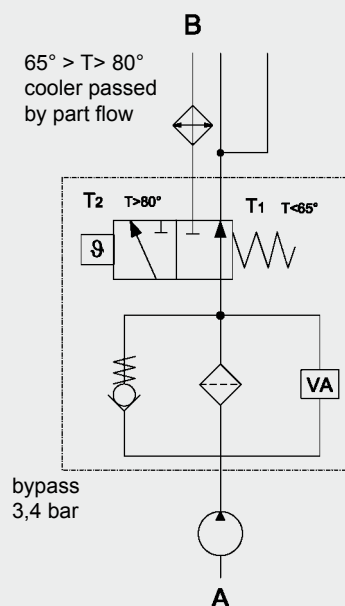 B
65° > T> 80°
cooler passed
by part flow
T2 T>80° T1 T<65°
ϑ
VA
bypass
3,4 bar
A